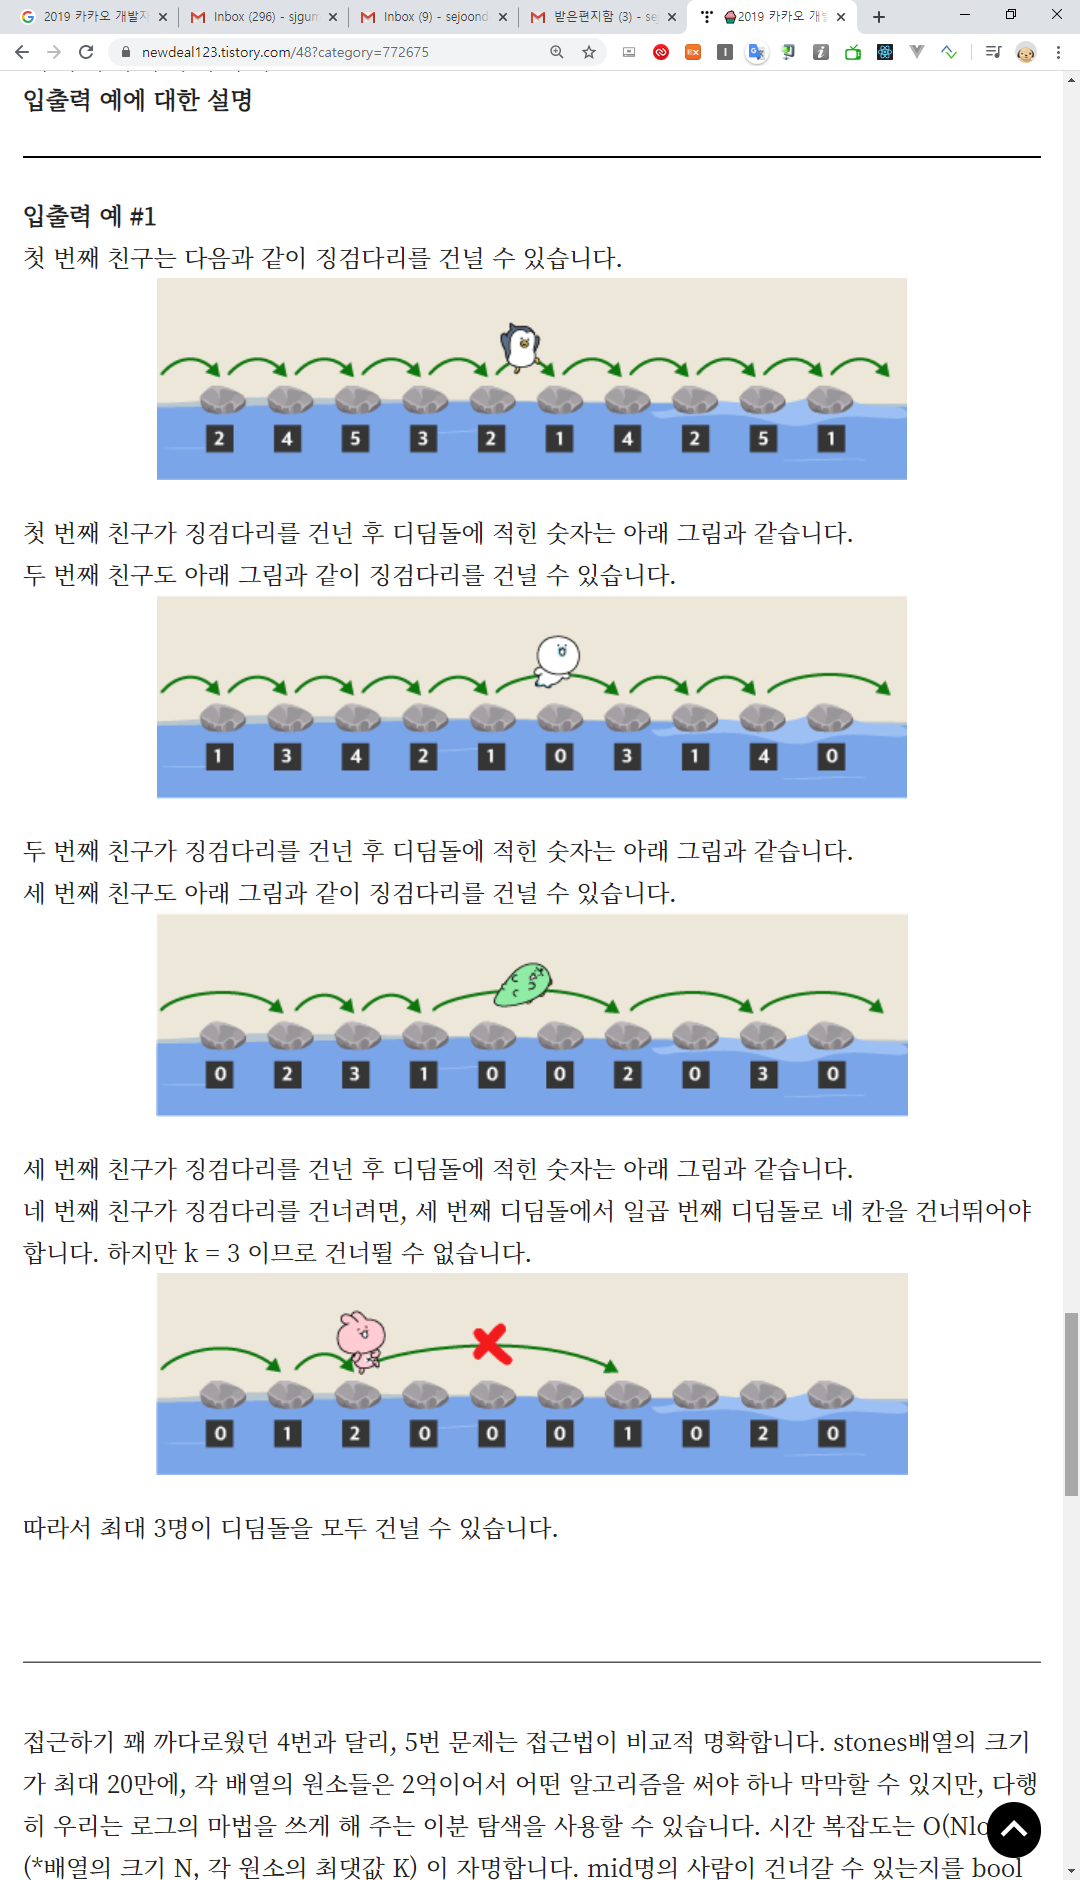 2019 카카오 개발자
Inbox (296) - sjgum
Inbox (9) - sejoond
받은편지함 (3) - se
2019 카카오 개발
newdeal123.tistory.com/48?category=772675
입출력 예에 대한 설명
입출력 예 #1
첫 번째 친구는 다음과 같이 징검다리를 건널 수 있습니다.
2 4 5 3 2 1 4 2 5 1
첫 번째 친구가 징검다리를 건넌 후 디딤돌에 적힌 숫자는 아래 그림과 같습니다.
두 번째 친구도 아래 그림과 같이 징검다리를 건널 수 있습니다.
1 3 4 2 1 0 3 1 4 0
두 번째 친구가 징검다리를 건넌 후 디딤돌에 적힌 숫자는 아래 그림과 같습니다.
세 번째 친구도 아래 그림과 같이 징검다리를 건널 수 있습니다.
0 2 3 1 0 0 2 0 3 0
세 번째 친구가 징검다리를 건넌 후 디딤돌에 적힌 숫자는 아래 그림과 같습니다.
네 번째 친구가 징검다리를 건너려면, 세 번째 디딤돌에서 일곱 번째 디딤돌로 네 칸을 건너뛰어야
합니다. 하지만 k = 3 이므로 건너뛸 수 없습니다.
0 1 2 0 0 0 1 0 2 0
따라서 최대 3명이 디딤돌을 모두 건널 수 있습니다.
접근하기 꽤 까다로웠던 4번과 달리, 5번 문제는 접근법이 비교적 명확합니다. stones배열의 크기
가 최대 20만에, 각 배열의 원소들은 2억이어서 어떤 알고리즘을 써야 하나 막막할 수 있지만, 다행
히 우리는 로그의 마법을 쓰게 해 주는 이분 탐색을 사용할 수 있습니다. 시간 복잡도는 O(Nlo
(*배열의 크기 N, 각 원소의 최댓값 K) 이 자명합니다. mid명의 사람이 건너갈 수 있는지를 bool